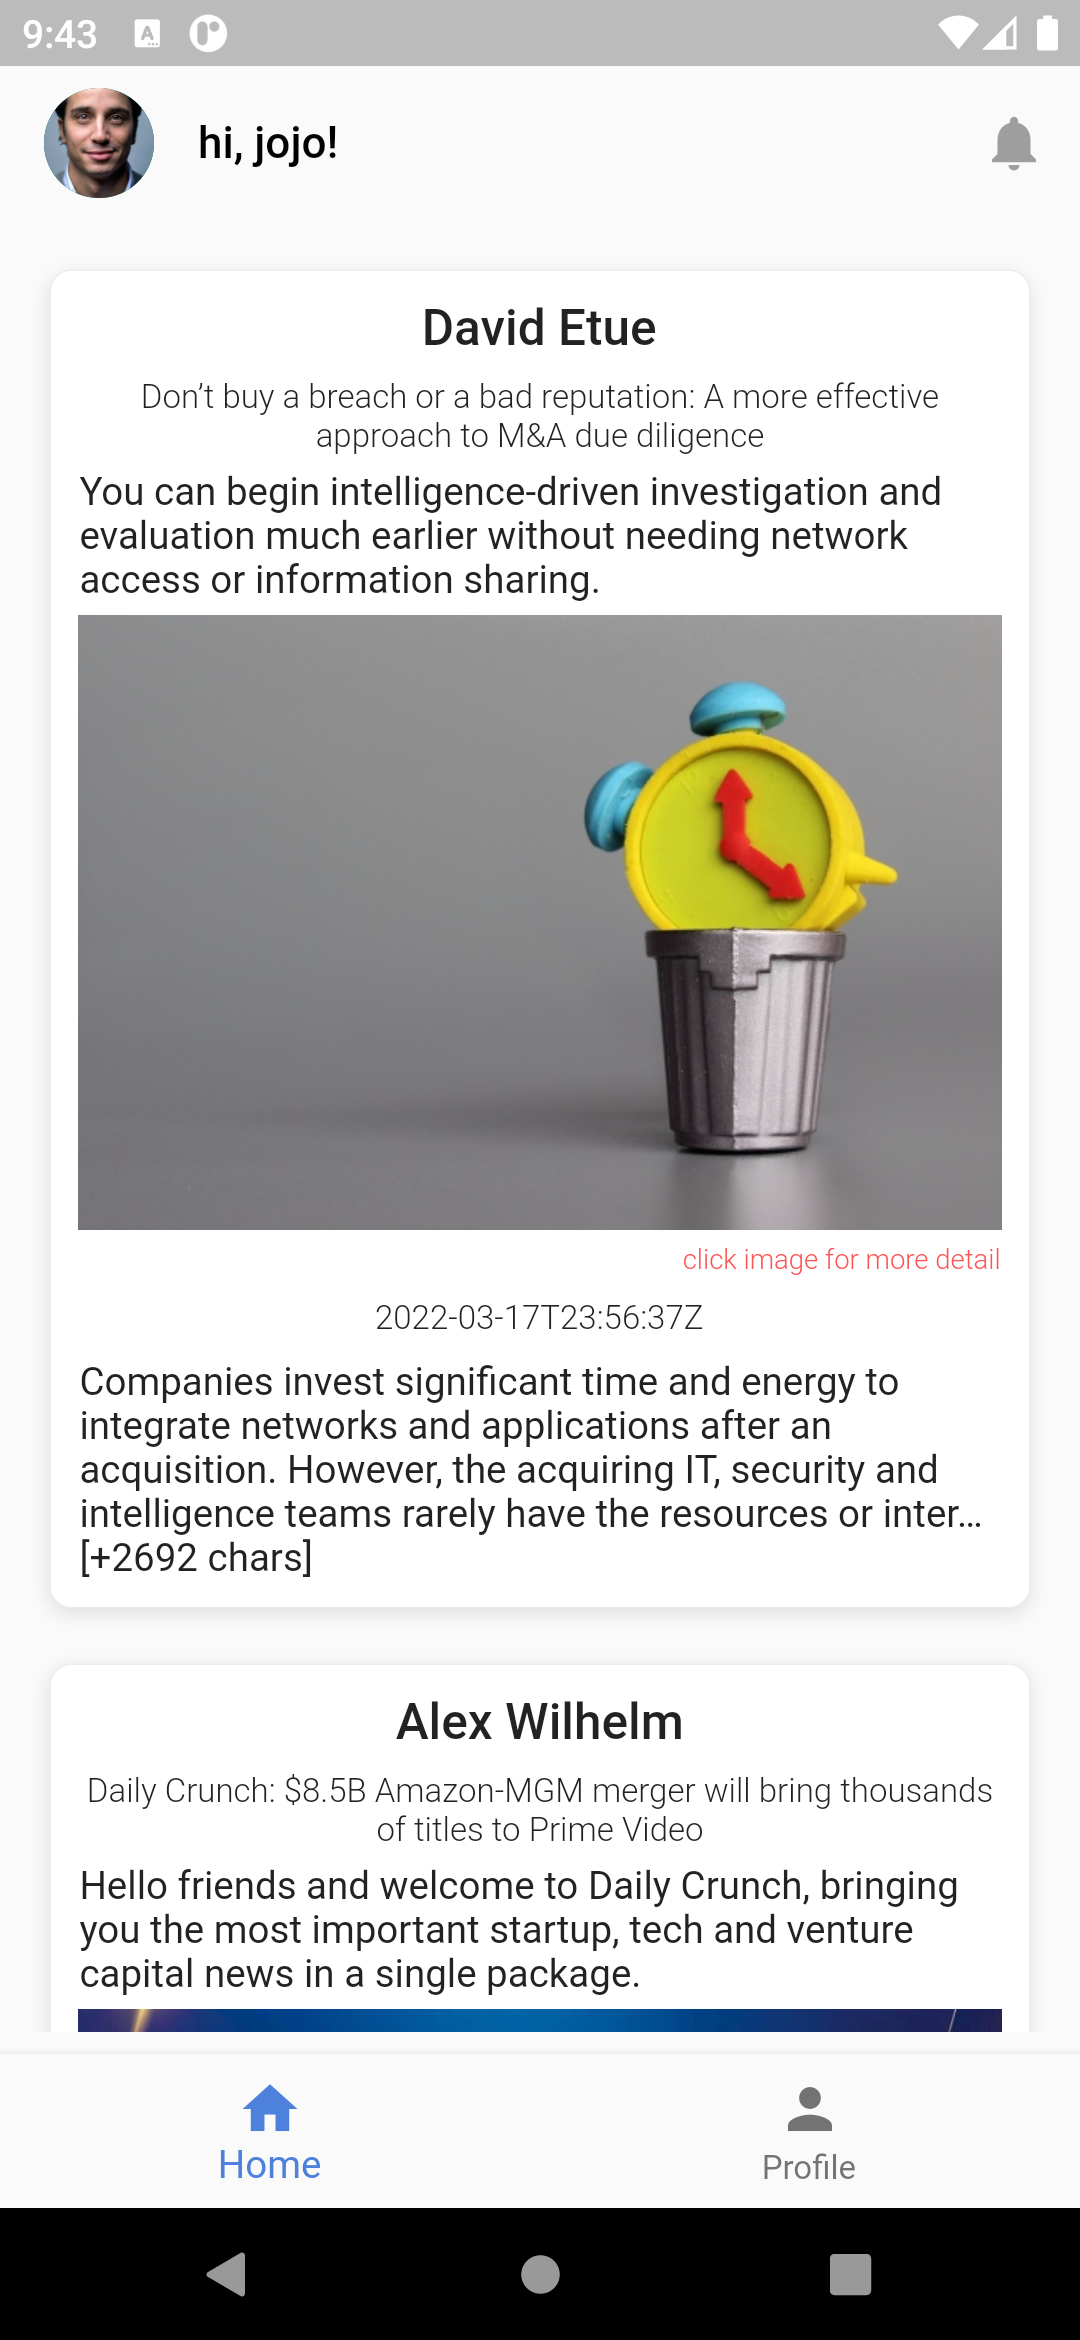 9:43
A
hi, jojo!
David Etue
Don’t buy a breach or a bad reputation: A more effective
approach to M&A due diligence
You can begin intelligence-driven investigation and
evaluation much earlier without needing network
access or information sharing.
click image for more detail
2022-03-17T23:56:37Z
Companies invest significant time and energy to
integrate networks and applications after an
acquisition. However, the acquiring IT, security and
intelligence teams rarely have the resources or inter…
[+2692 chars]
Alex Wilhelm
Daily Crunch: $8.5B Amazon-MGM merger will bring thousands
of titles to Prime Video
Hello friends and welcome to Daily Crunch, bringing
you the most important startup, tech and venture
capital news in a single package.
Home
Profile